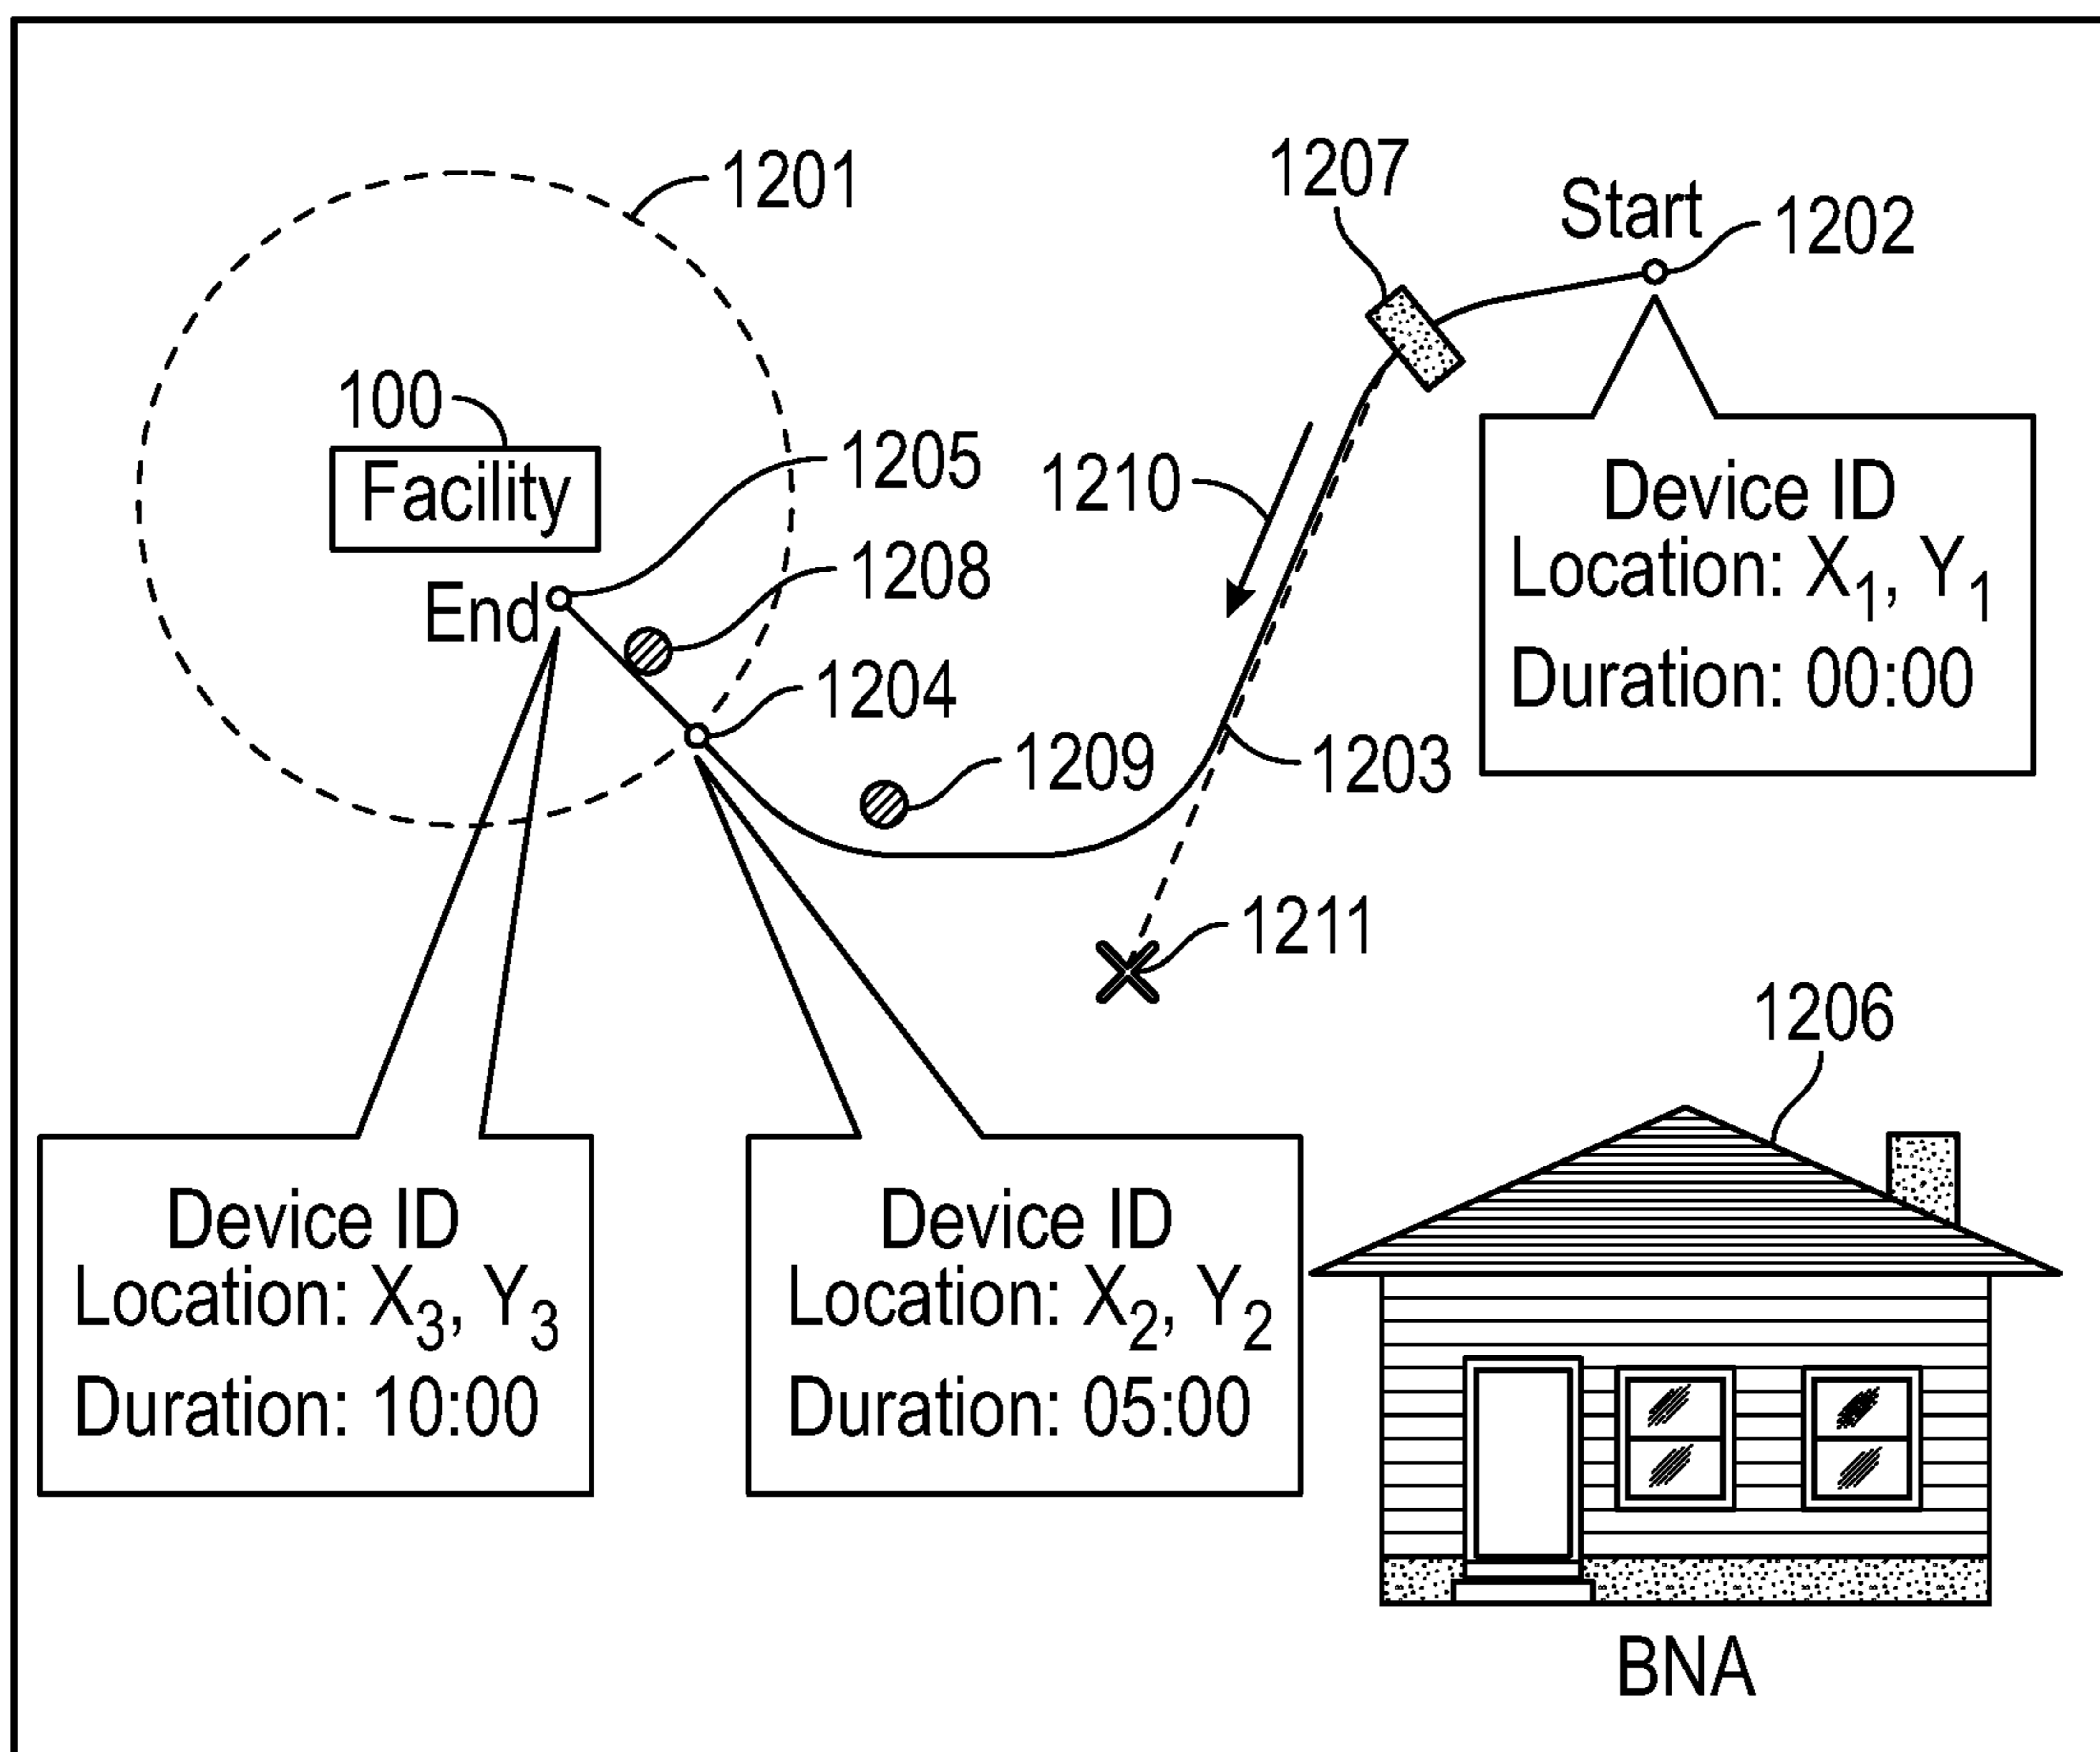 1201
1207
Start
1202
100
Facility
1205
1210
Device ID
Location: X₁, Y₁
Duration: 00:00
End
1208
1204
1209
1203
1211
1206
Device ID
Location: X₃, Y₃
Duration: 10:00
Device ID
Location: X₂, Y₂
Duration: 05:00
BNA